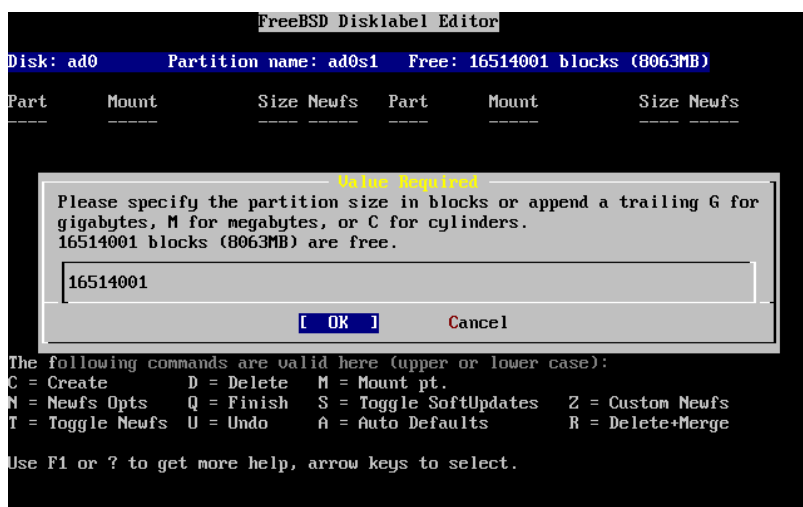 FreeBSD Disklabel Editor
Disk: ad0 Partition name: ad0s1 Free: 16514001 blocks (8063MB)
Part Mount Size Newfs Part Mount Size Newfs
---- ----- ---- ----- ---- ----- ---- -----
Value Required
Please specify the partition size in blocks or append a trailing G for
gigabytes, M for megabytes, or C for cylinders.
16514001 blocks (8063MB) are free.
16514001
[ OK ] Cancel
The following commands are valid here (upper or lower case):
C = Create D = Delete M = Mount pt.
N = Newfs Opts Q = Finish S = Toggle SoftUpdates Z = Custom Newfs
T = Toggle Newfs U = Undo A = Auto Defaults R = Delete+Merge
Use F1 or ? to get more help, arrow keys to select.